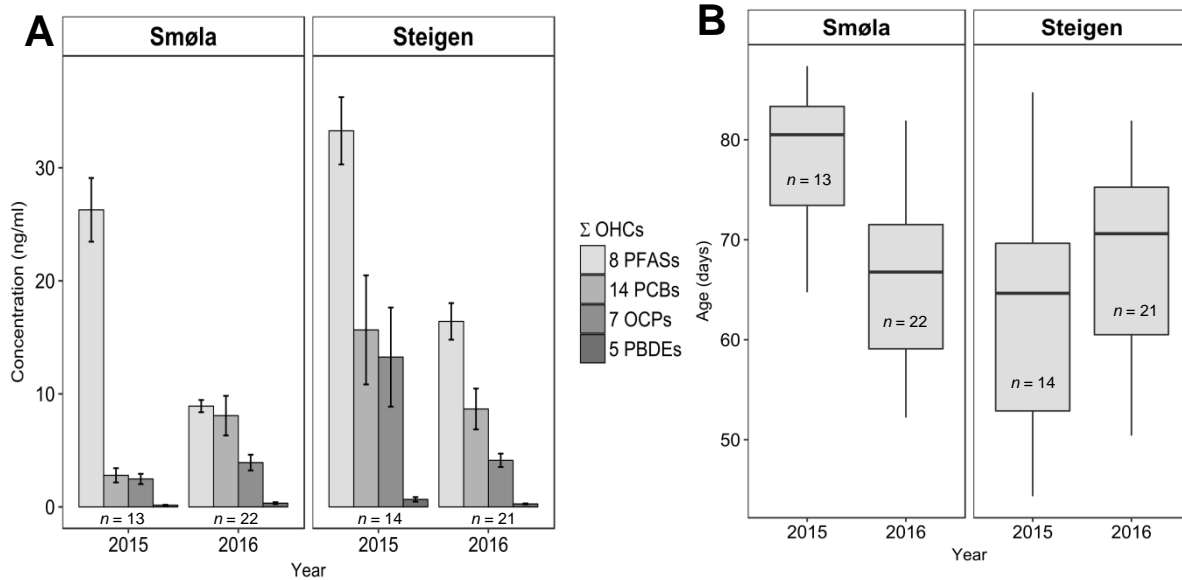 A
Smøla
Steigen
Concentration (ng/ml)
30
20
10
0
n = 13
n = 22
n = 14
n = 21
2015
2016
2015
2016
Year
Σ OHCs
8 PFASs
14 PCBs
7 OCPs
5 PBDEs
B
Smøla
Steigen
Age (days)
80
70
60
50
n = 13
n = 22
n = 14
n = 21
2015
2016
2015
2016
Year